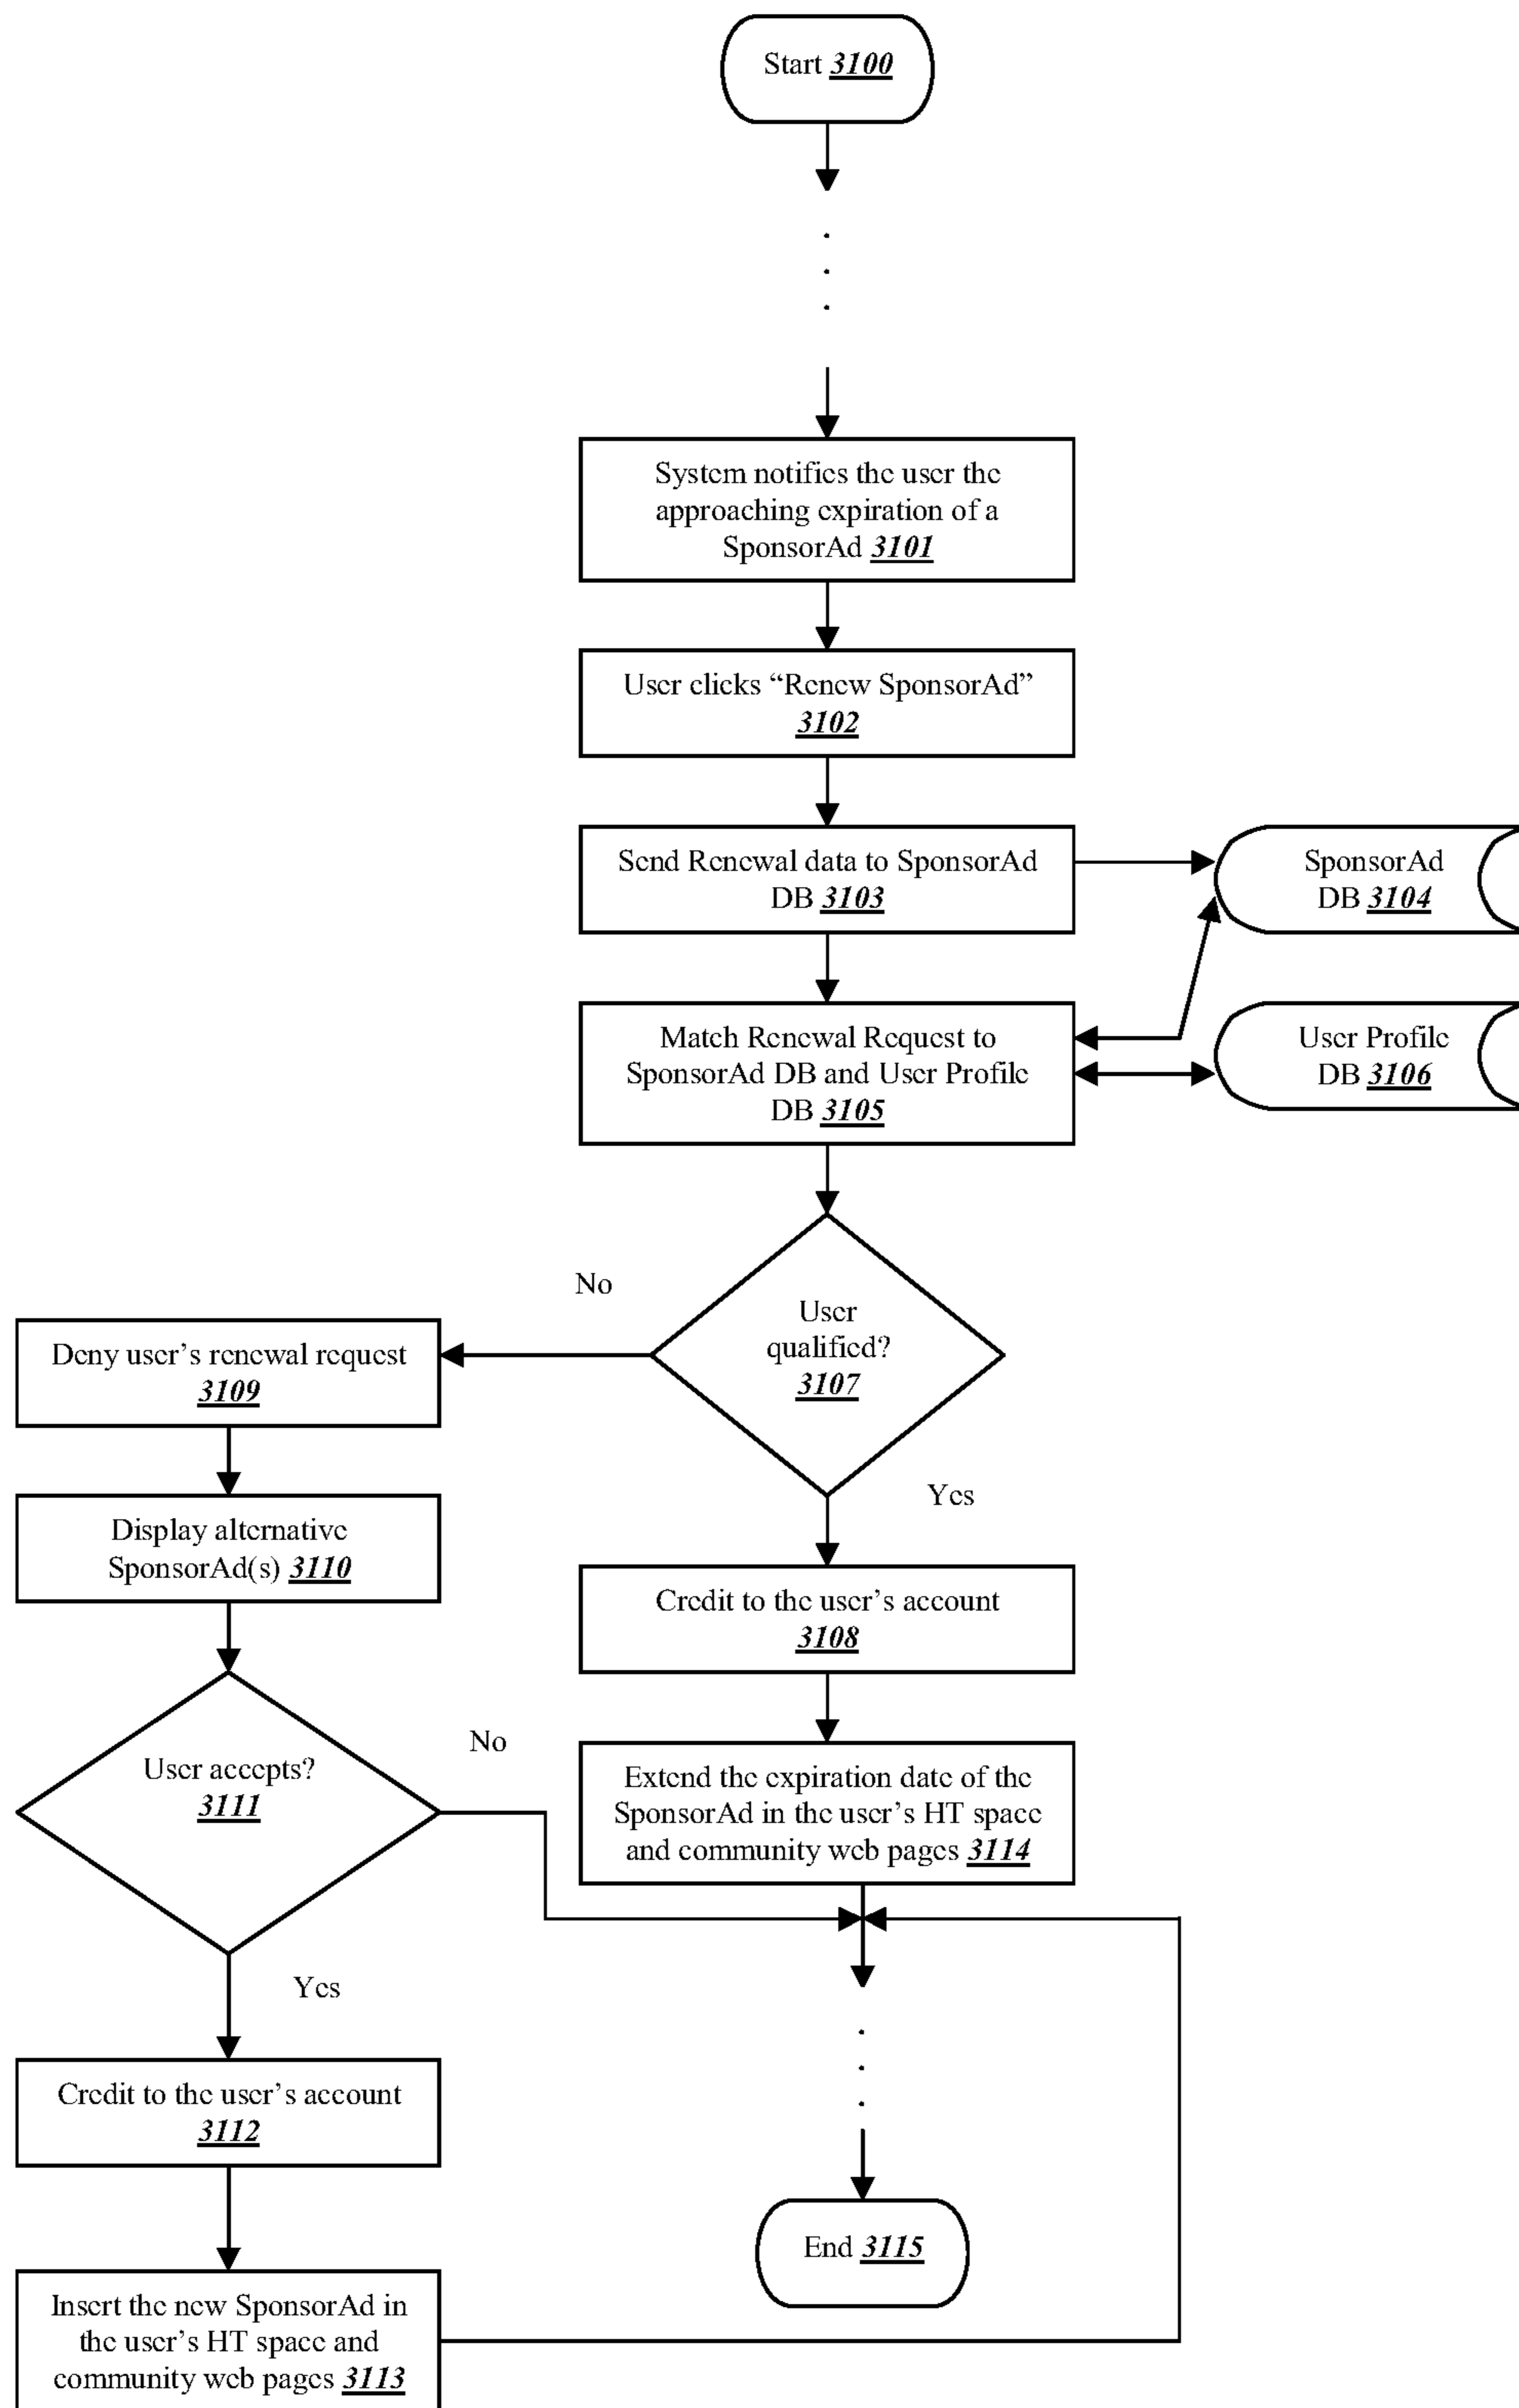 Start 3100
System notifies the user the
approaching expiration of a
SponsorAd 3101
User clicks “Renew SponsorAd”
3102
Send Renewal data to SponsorAd
DB 3103
SponsorAd
DB 3104
Match Renewal Request to
SponsorAd DB and User Profile
DB 3105
User Profile
DB 3106
User
qualified?
3107
No
Yes
Deny user’s renewal request
3109
Display alternative
SponsorAd(s) 3110
Credit to the user’s account
3108
User accepts?
3111
No
Yes
Extend the expiration date of the
SponsorAd in the user’s HT space
and community web pages 3114
Credit to the user’s account
3112
Insert the new SponsorAd in
the user’s HT space and
community web pages 3113
End 3115